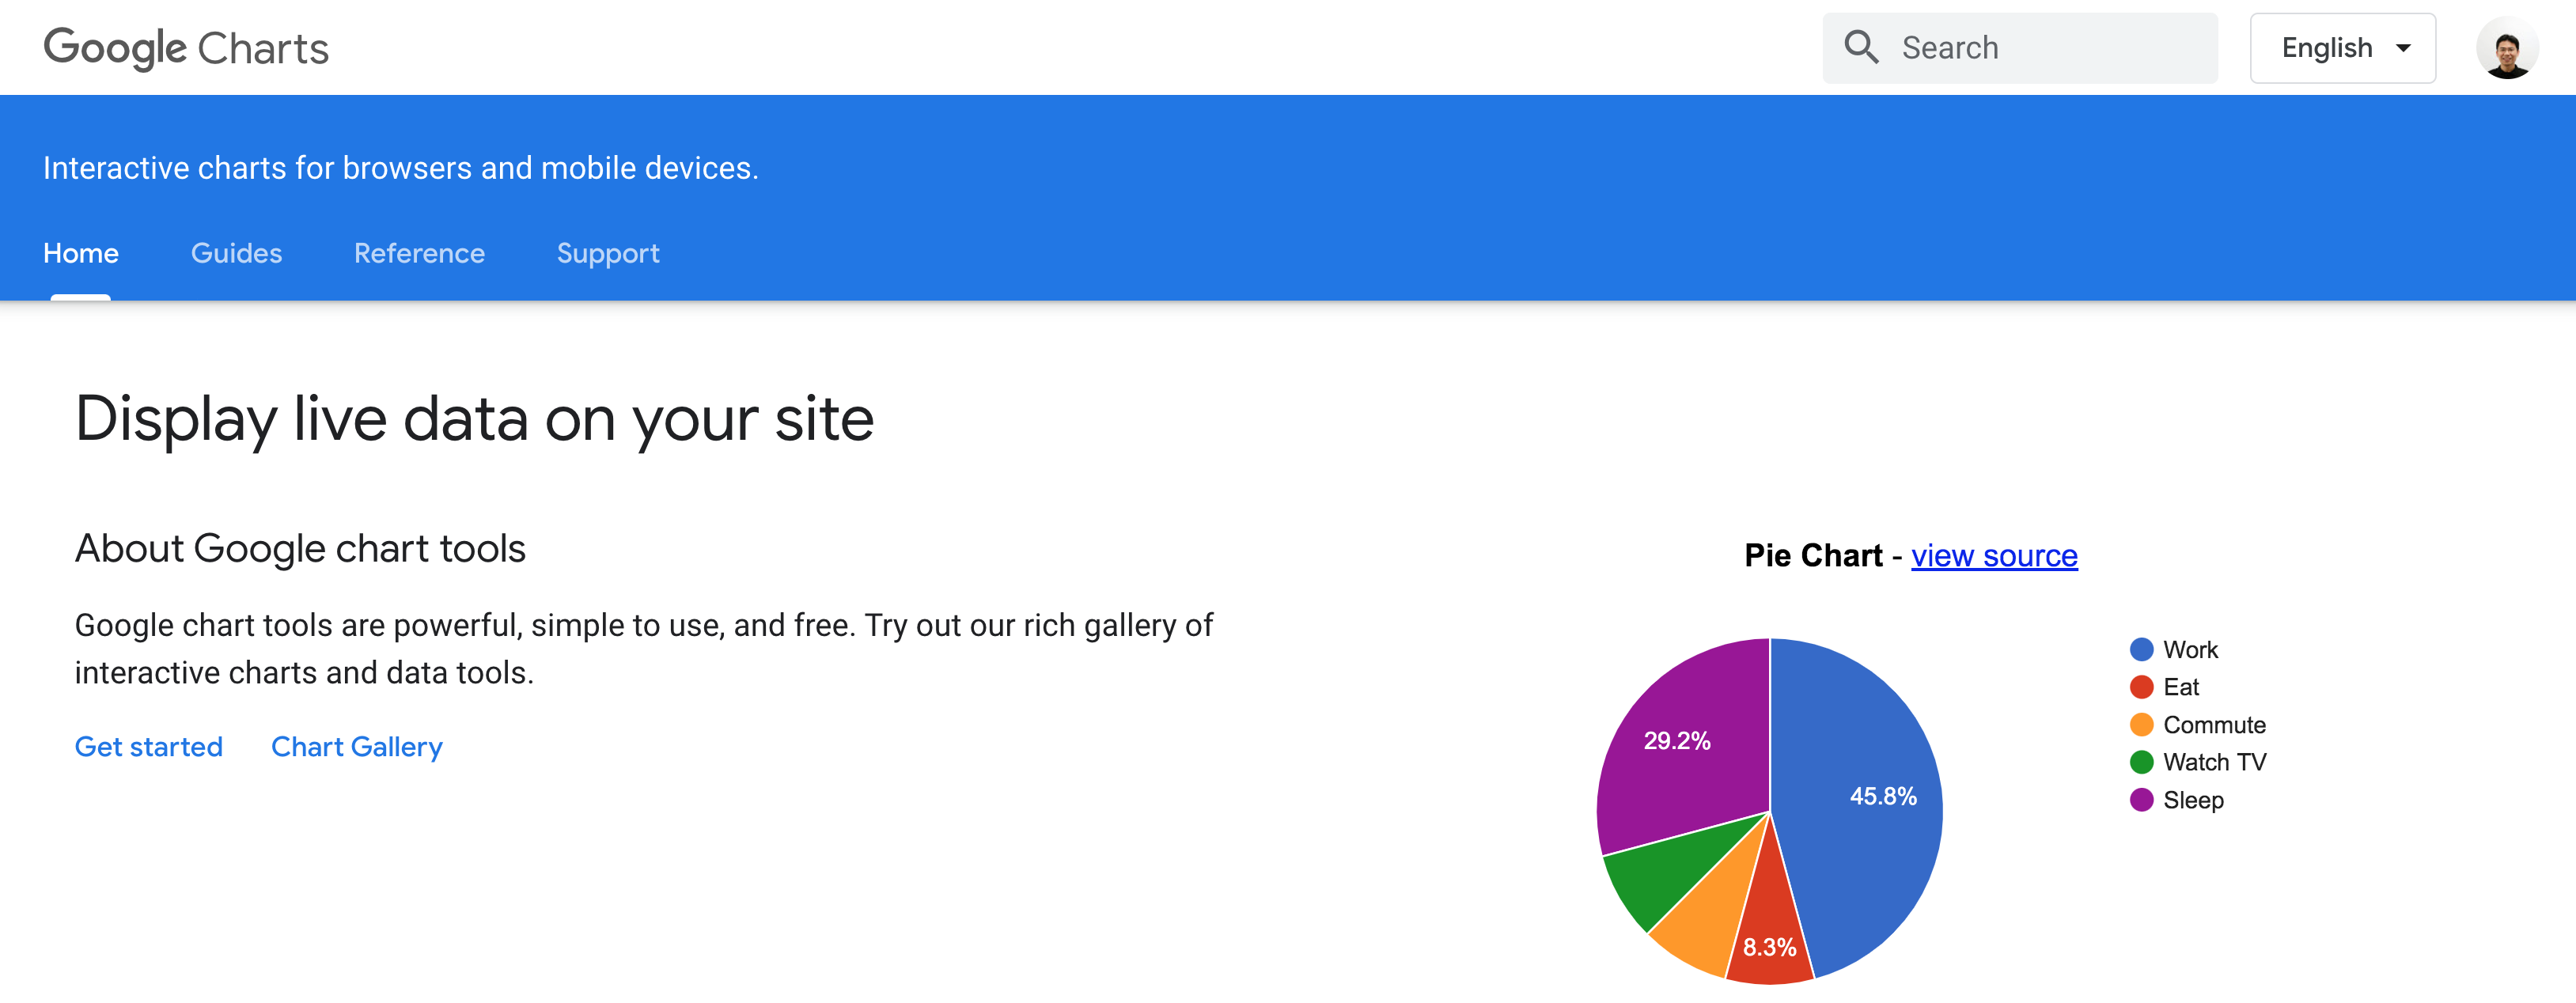 Google Charts
Search
English
Interactive charts for browsers and mobile devices.
Home
Guides
Reference
Support
Display live data on your site
About Google chart tools
Google chart tools are powerful, simple to use, and free. Try out our rich gallery of
interactive charts and data tools.
Get started
Chart Gallery
Pie Chart - view source
29.2%
45.8%
8.3%
Work
Eat
Commute
Watch TV
Sleep